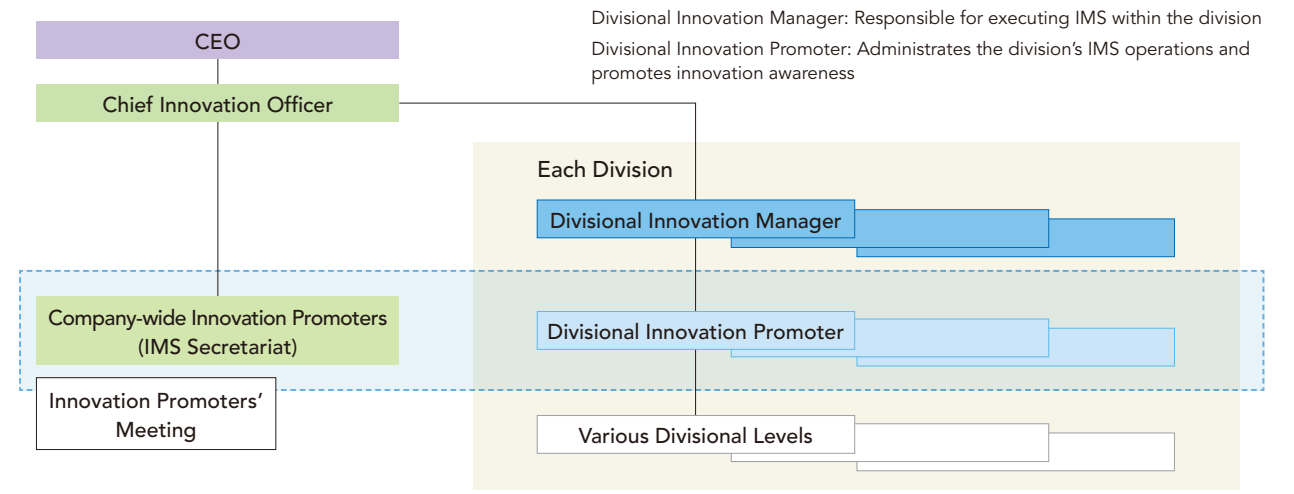 Divisional Innovation Manager: Responsible for executing IMS within the division
Divisional Innovation Promoter: Administrates the division’s IMS operations and
promotes innovation awareness
CEO
Chief Innovation Officer
Each Division
Divisional Innovation Manager
Company-wide Innovation Promoters
(IMS Secretariat)
Divisional Innovation Promoter
Innovation Promoters’
Meeting
Various Divisional Levels